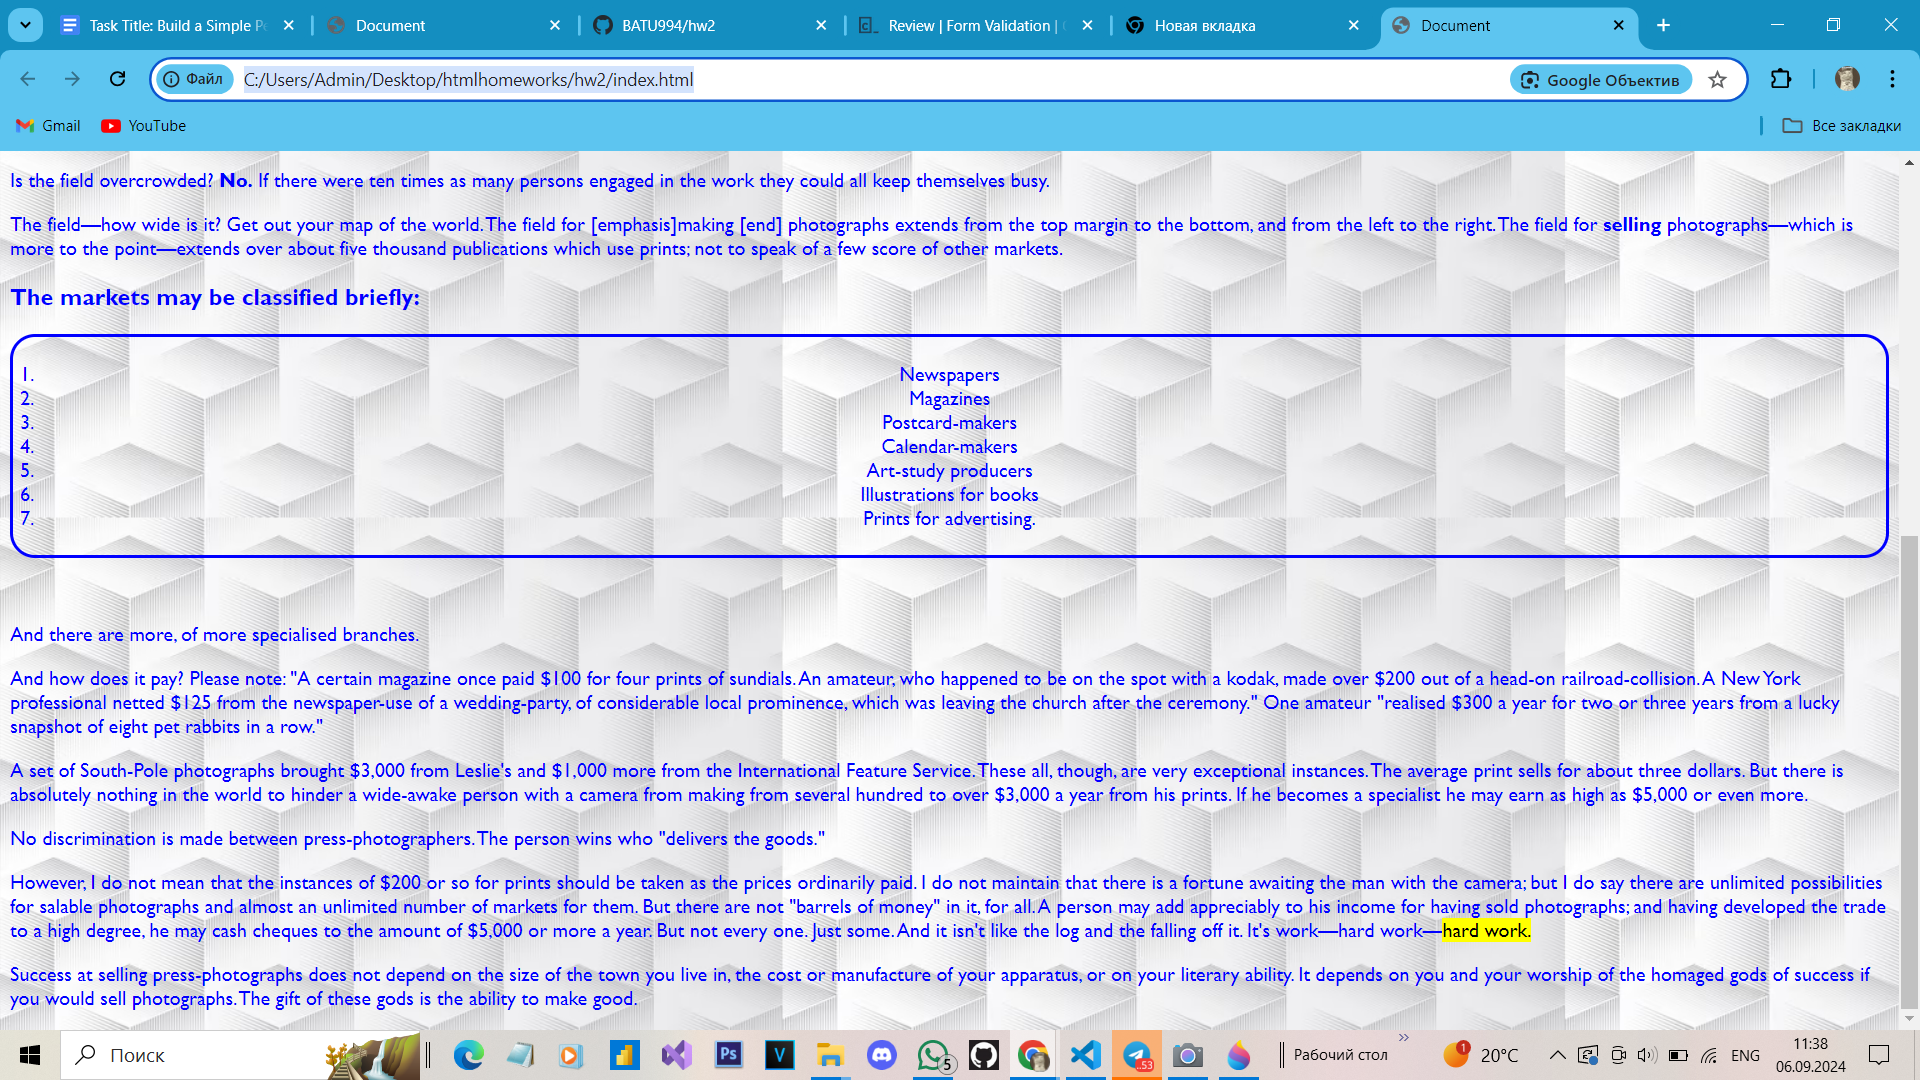 Task Title: Build a Simple Po
Document
BATU994/hw2
Review | Form Validation |
Новая вкладка
Document
Файл
C:/Users/Admin/Desktop/htmlhomeworks/hw2/index.html
Google Объектив
Gmail
YouTube
Все закладки
Is the field overcrowded? No. If there were ten times as many persons engaged in the work they could all keep themselves busy.
The field—how wide is it? Get out your map of the world. The field for [emphasis]making [end] photographs extends from the top margin to the bottom, and from the left to the right. The field for selling photographs—which is
more to the point—extends over about five thousand publications which use prints; not to speak of a few score of other markets.
The markets may be classified briefly:
1. Newspapers
2. Magazines
3. Postcard-makers
4. Calendar-makers
5. Art-study producers
6. Illustrations for books
7. Prints for advertising.
And there are more, of more specialised branches.
And how does it pay? Please note: "A certain magazine once paid $100 for four prints of sundials. An amateur, who happened to be on the spot with a kodak, made over $200 out of a head-on railroad-collision. A New York
professional netted $125 from the newspaper-use of a wedding-party, of considerable local prominence, which was leaving the church after the ceremony." One amateur "realised $300 a year for two or three years from a lucky
snapshot of eight pet rabbits in a row."
A set of South-Pole photographs brought $3,000 from Leslie's and $1,000 more from the International Feature Service. These all, though, are very exceptional instances. The average print sells for about three dollars. But there is
absolutely nothing in the world to hinder a wide-awake person with a camera from making from several hundred to over $3,000 a year from his prints. If he becomes a specialist he may earn as high as $5,000 or even more.
No discrimination is made between press-photographers. The person wins who "delivers the goods."
However, I do not mean that the instances of $200 or so for prints should be taken as the prices ordinarily paid. I do not maintain that there is a fortune awaiting the man with the camera; but I do say there are unlimited possibilities
for salable photographs and almost an unlimited number of markets for them. But there are not "barrels of money" in it, for all. A person may add appreciably to his income for having sold photographs; and having developed the trade
to a high degree, he may cash cheques to the amount of $5,000 or more a year. But not every one. Just some. And it isn't like the log and the falling off it. It's work—hard work—hard work.
Success at selling press-photographs does not depend on the size of the town you live in, the cost or manufacture of your apparatus, or on your literary ability. It depends on you and your worship of the homaged gods of success if
you would sell photographs. The gift of these gods is the ability to make good.
Поиск
Ps
V
5
..53
Рабочий стол
1
20°C
ENG
11:38
06.09.2024